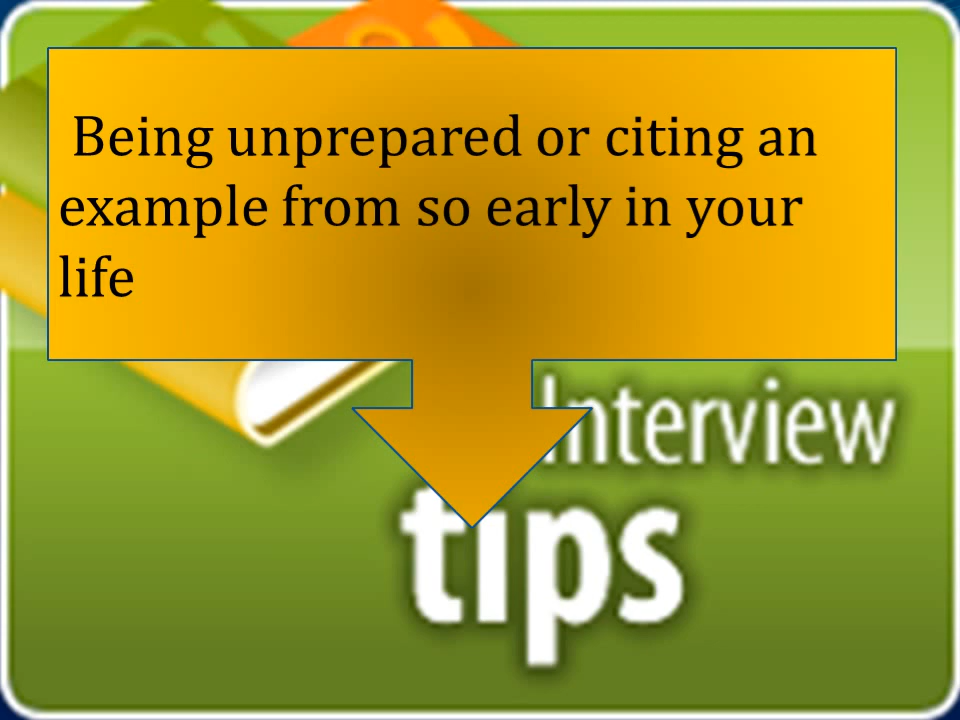 Being unprepared or citing an
example from so early in your
life
Interview
tips